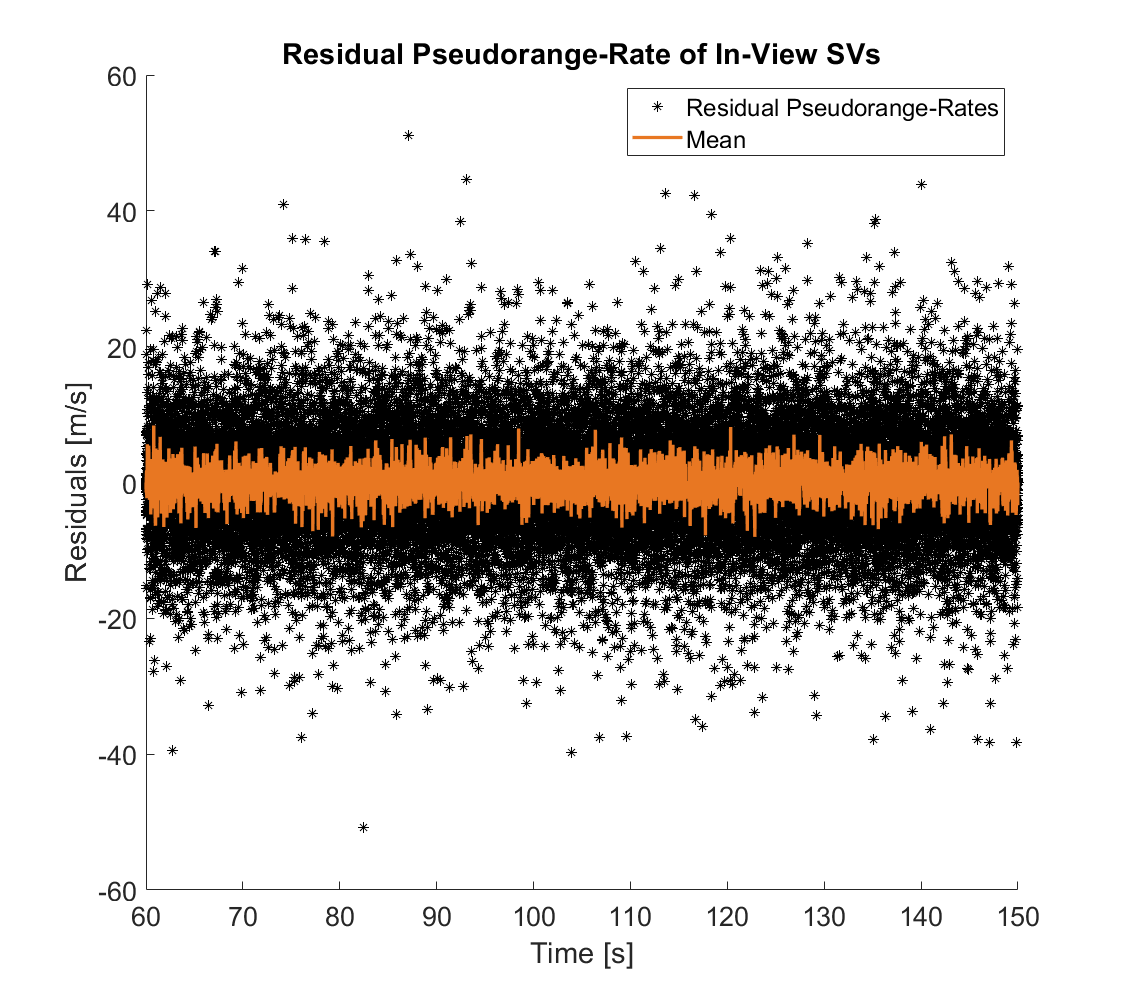 Residual Pseudorange-Rate of In-View SVs
60
40
20
0
-20
-40
-60
Residuals [m/s]
Residual Pseudorange-Rates
Mean
60 70 80 90 100 110 120 130 140 150
Time [s]